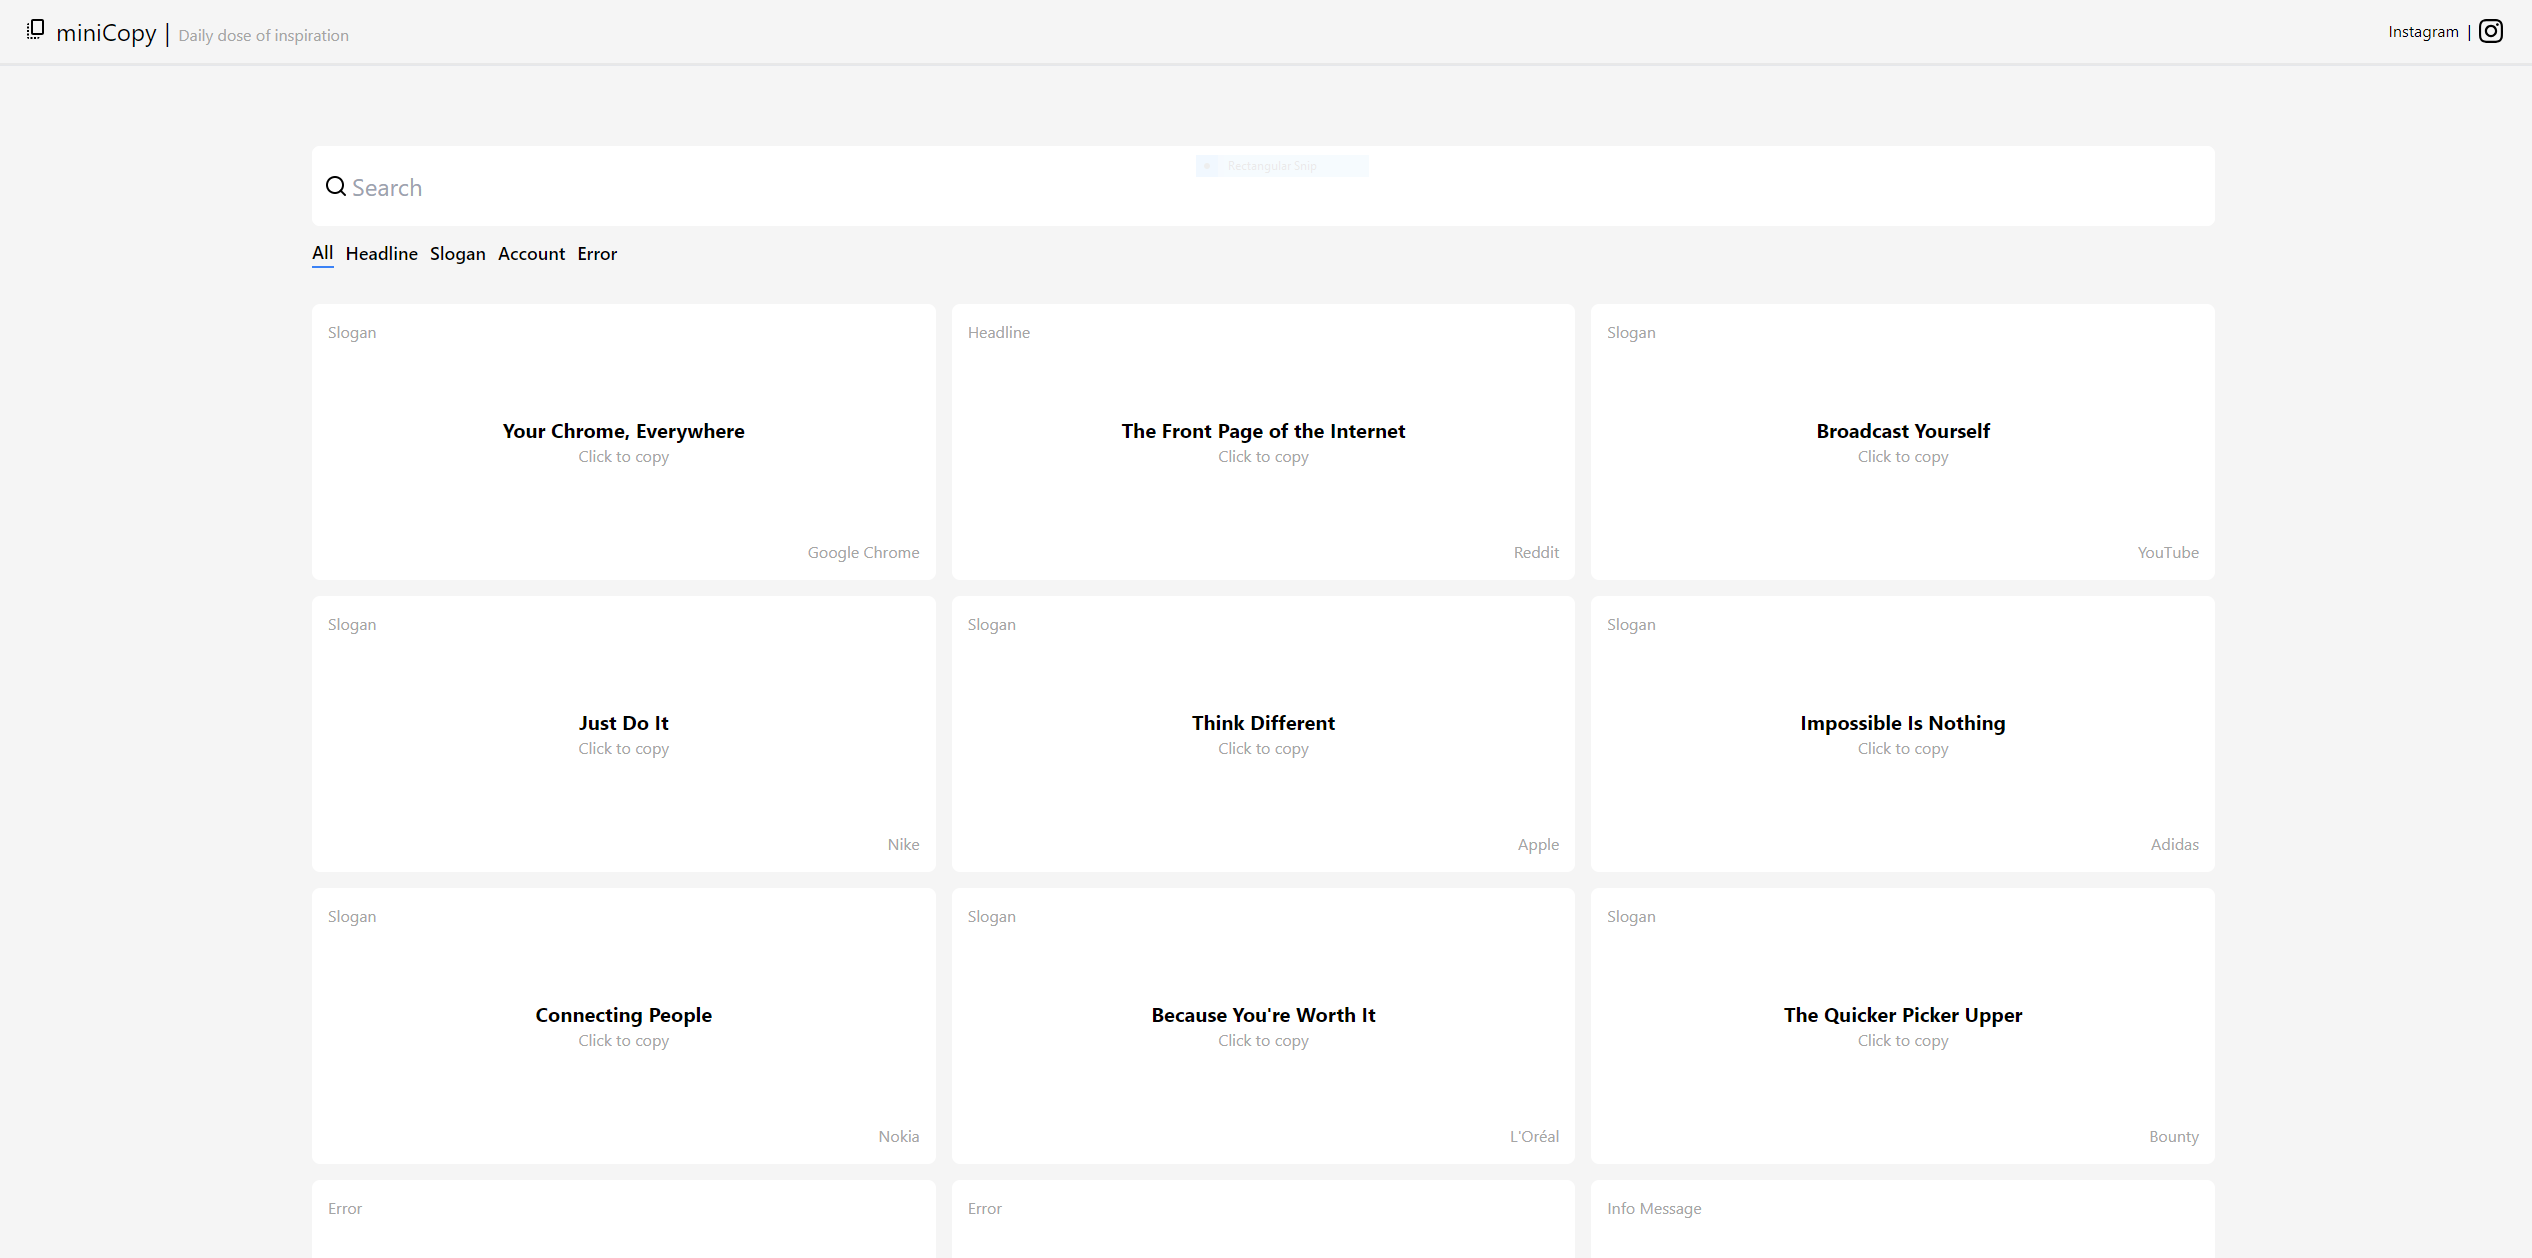 miniCopy | Daily dose of inspiration
Instagram |
Rectangular Snip
Search
All Headline Slogan Account Error
Slogan
Your Chrome, Everywhere
Click to copy
Google Chrome
Headline
The Front Page of the Internet
Click to copy
Reddit
Slogan
Broadcast Yourself
Click to copy
YouTube
Slogan
Just Do It
Click to copy
Nike
Slogan
Think Different
Click to copy
Apple
Slogan
Impossible Is Nothing
Click to copy
Adidas
Slogan
Connecting People
Click to copy
Nokia
Slogan
Because You're Worth It
Click to copy
L'Oréal
Slogan
The Quicker Picker Upper
Click to copy
Bounty
Error
Error
Info Message